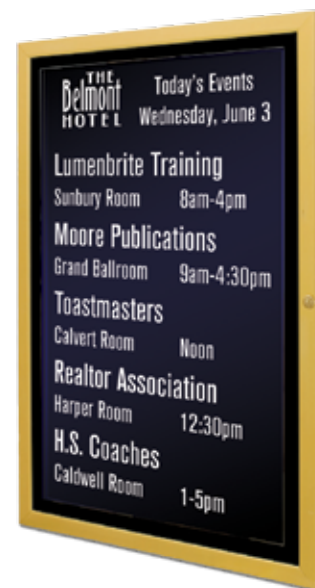 THE
Belmont
HOTEL
Today's Events
Wednesday, June 3
Lumenbrite Training
Sunbury Room 8am-4pm
Moore Publications
Grand Ballroom 9am-4:30pm
Toastmasters
Calvert Room Noon
Realtor Association
Harper Room 12:30pm
H.S. Coaches
Caldwell Room 1-5pm